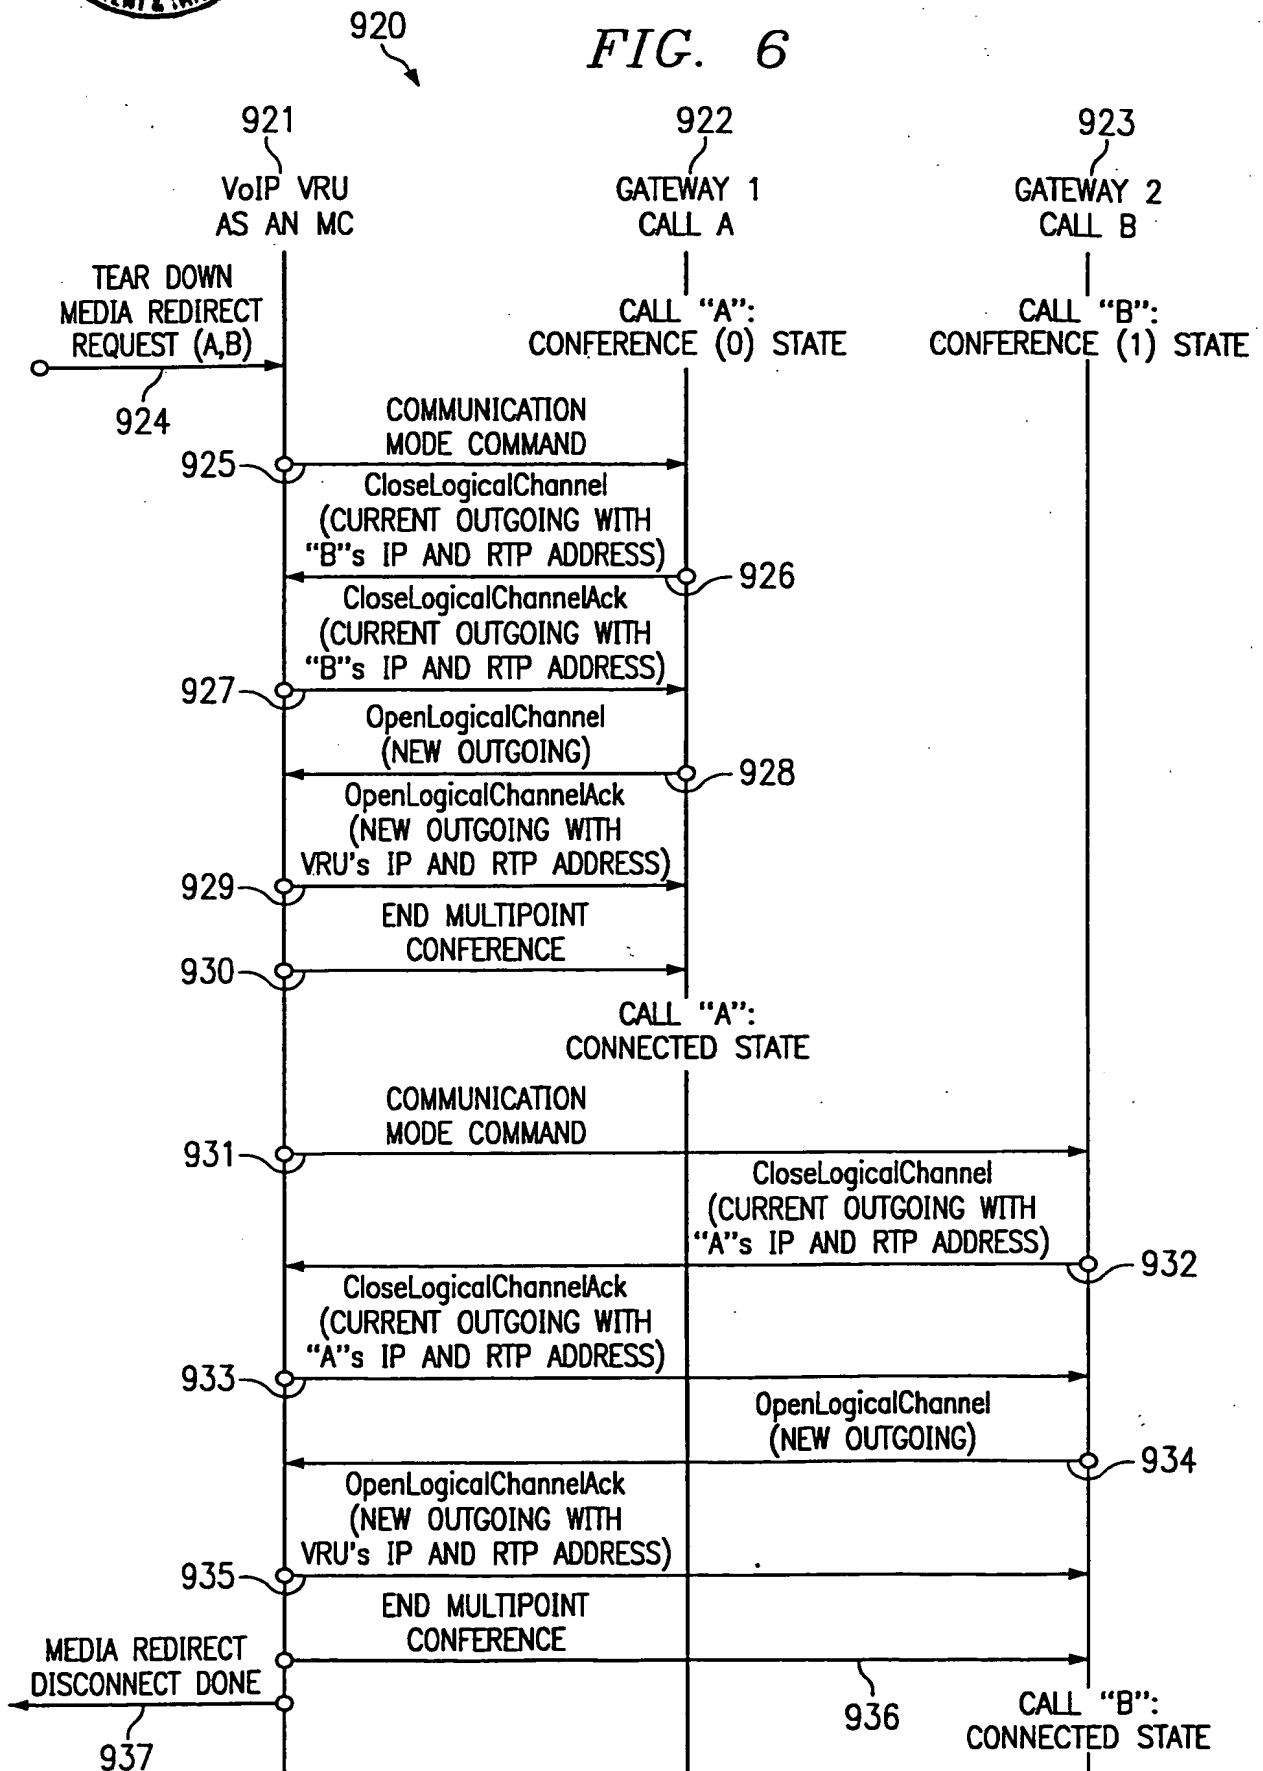 920
FIG. 6
921
922
923
VoIP VRU
AS AN MC
GATEWAY 1
CALL A
GATEWAY 2
CALL B
TEAR DOWN
MEDIA REDIRECT
REQUEST (A,B)
CALL "A":
CONFERENCE (0) STATE
CALL "B":
CONFERENCE (1) STATE
924
COMMUNICATION
MODE COMMAND
925
CloseLogicalChannel
(CURRENT OUTGOING WITH
"B"s IP AND RTP ADDRESS)
926
CloseLogicalChannelAck
(CURRENT OUTGOING WITH
"B"s IP AND RTP ADDRESS)
927
OpenLogicalChannel
(NEW OUTGOING)
928
OpenLogicalChannelAck
(NEW OUTGOING WITH
VRU's IP AND RTP ADDRESS)
929
END MULTIPOINT
CONFERENCE
930
CALL "A":
CONNECTED STATE
COMMUNICATION
MODE COMMAND
931
CloseLogicalChannel
(CURRENT OUTGOING WITH
"A"s IP AND RTP ADDRESS)
932
CloseLogicalChannelAck
(CURRENT OUTGOING WITH
"A"s IP AND RTP ADDRESS)
933
OpenLogicalChannel
(NEW OUTGOING)
934
OpenLogicalChannelAck
(NEW OUTGOING WITH
VRU's IP AND RTP ADDRESS)
935
END MULTIPOINT
CONFERENCE
MEDIA REDIRECT
DISCONNECT DONE
936
937
CALL "B":
CONNECTED STATE